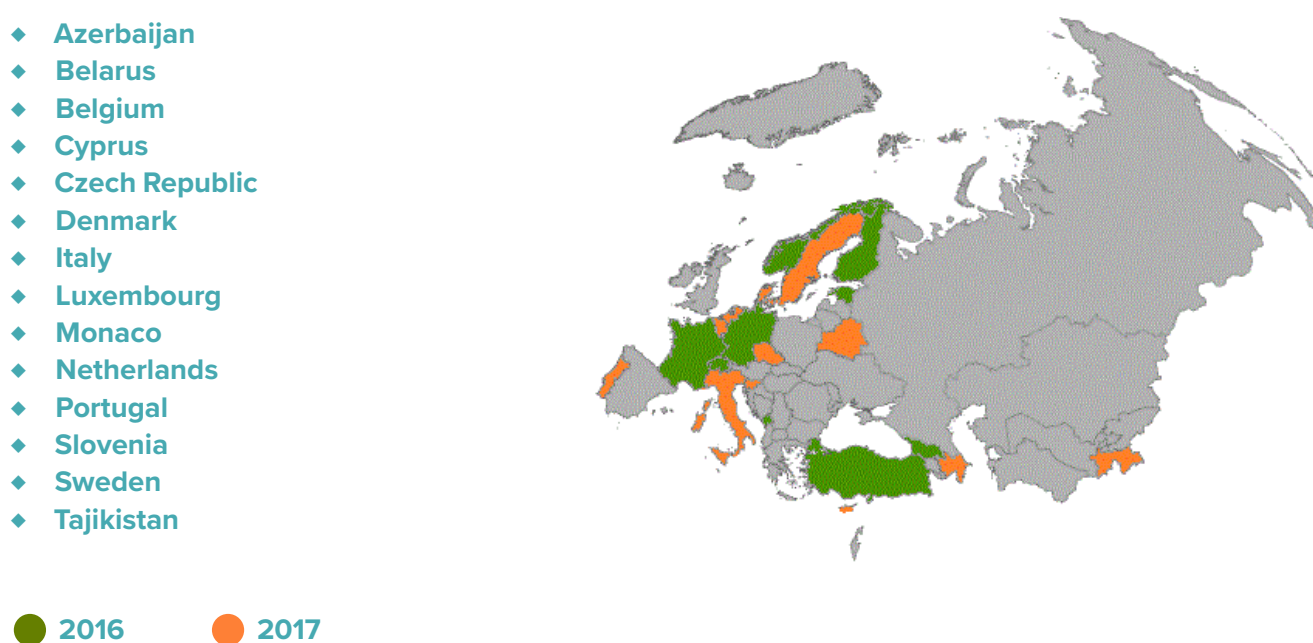 Azerbaijan
Belarus
Belgium
Cyprus
Czech Republic
Denmark
Italy
Luxembourg
Monaco
Netherlands
Portugal
Slovenia
Sweden
Tajikistan
2016 2017